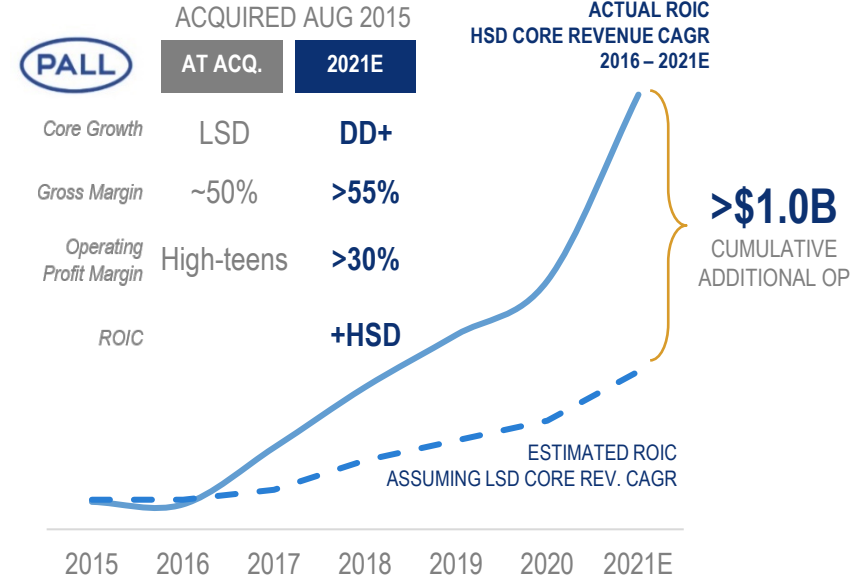 ACQUIRED AUG 2015
PALL
AT ACQ.
2021E
Core Growth
LSD
DD+
Gross Margin
~50%
>55%
Operating
Profit Margin
High-teens
>30%
ROIC
+HSD
ACTUAL ROIC
HSD CORE REVENUE CAGR
2016 – 2021E
>$1.0B
CUMULATIVE
ADDITIONAL OP
ESTIMATED ROIC
ASSUMING LSD CORE REV. CAGR
2015 2016 2017 2018 2019 2020 2021E